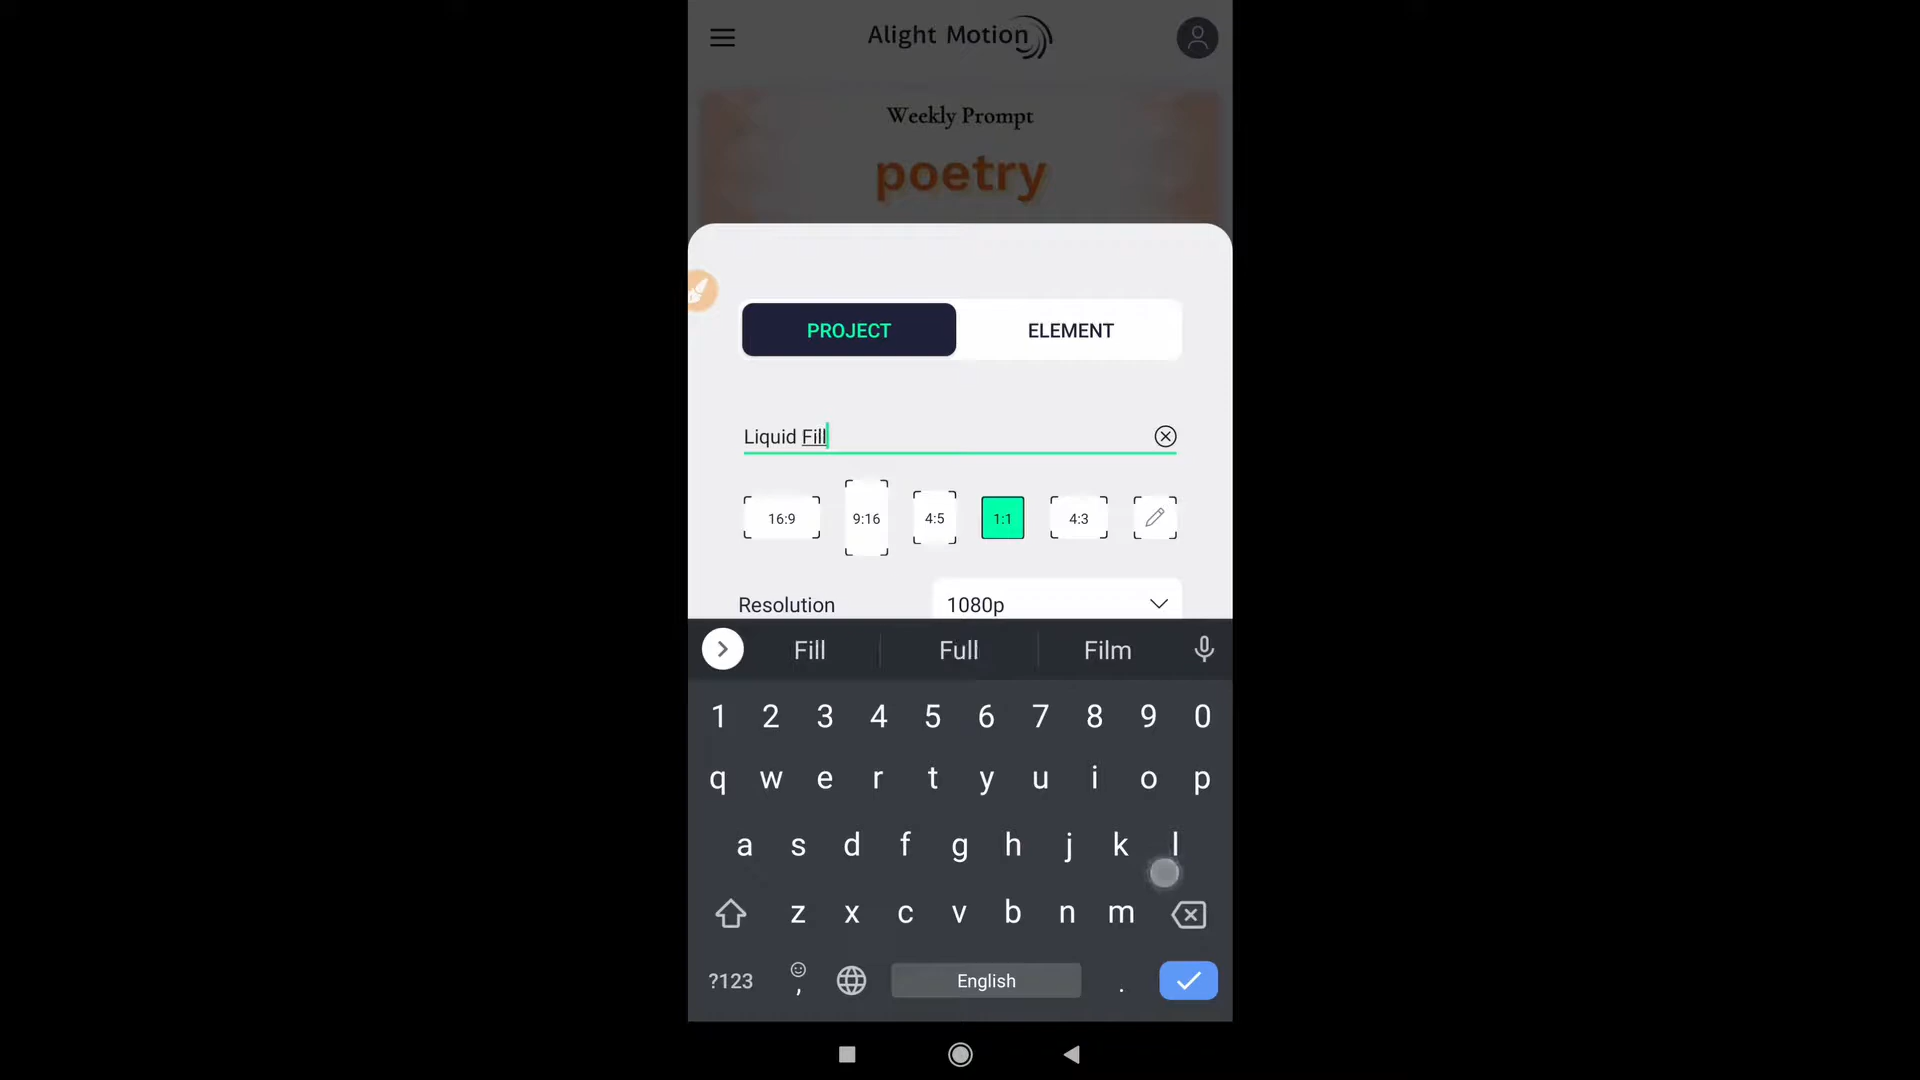 Alight Motion
Weekly Prompt
poetry
PROJECT ELEMENT
Liquid Fill
16:9 9:16 4:5 1:1 4:3
Resolution 1080p
Fill Full Film
1 2 3 4 5 6 7 8 9 0
q w e r t y u i o p
a s d f g h j k l
z x c v b n m
?123 , English .